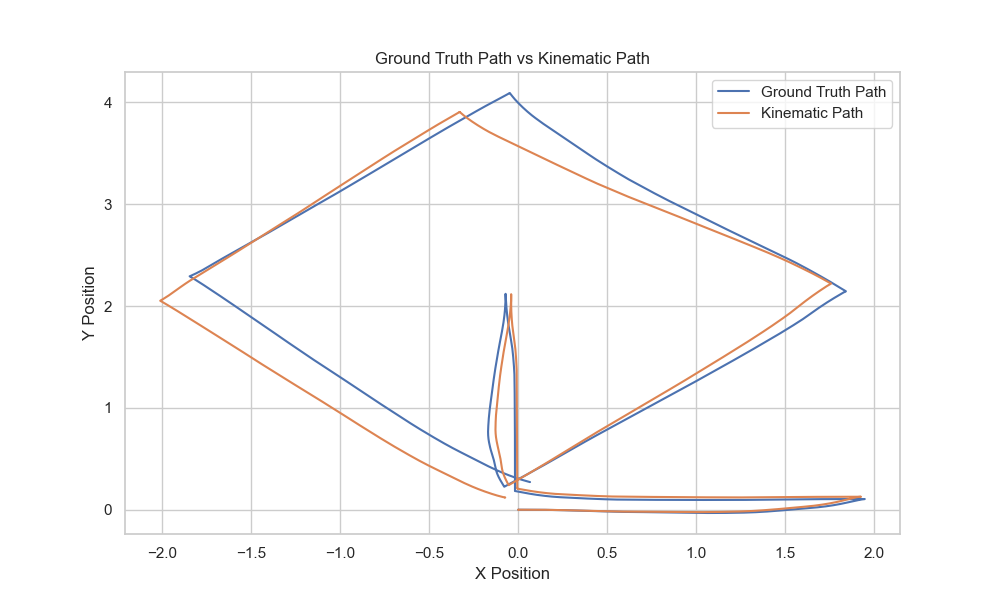 Ground Truth Path vs Kinematic Path
Ground Truth Path
Kinematic Path
Y Position
4
3
2
1
0
−2.0 −1.5 −1.0 −0.5 0.0 0.5 1.0 1.5 2.0
X Position